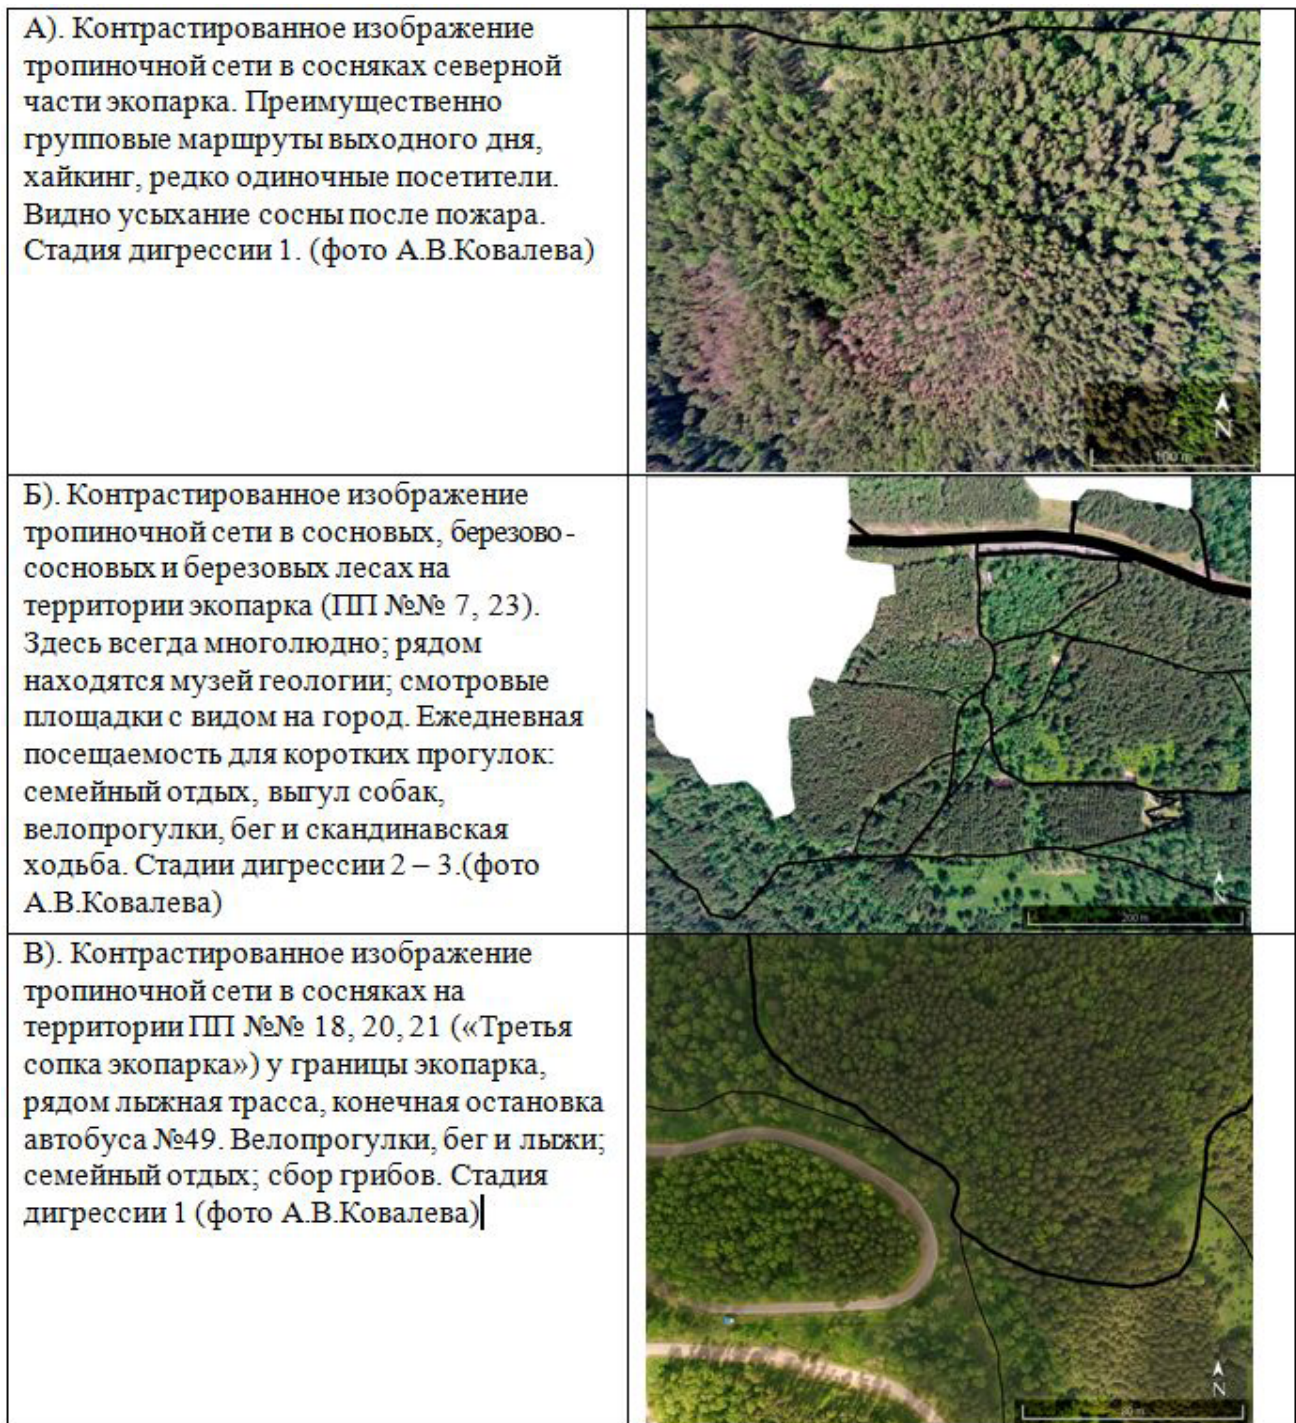 А). Контрастированное изображение
тропиночной сети в сосняках северной
части экопарка. Преимущественно
групповые маршруты выходного дня,
хайкинг, редко одиночные посетители.
Видно усыхание сосны после пожара.
Стадия дигрессии 1. (фото А.В.Ковалева)
N
100 m
Б). Контрастированное изображение
тропиночной сети в сосновых, березово-
сосновых и березовых лесах на
территории экопарка (ПП №№ 7, 23).
Здесь всегда многолюдно; рядом
находятся музей геологии; смотровые
площадки с видом на город. Ежедневная
посещаемость для коротких прогулок:
семейный отдых, выгул собак,
велопрогулки, бег и скандинавская
ходьба. Стадии дигрессии 2 – 3.(фото
А.В.Ковалева)
N
200 m
В). Контрастированное изображение
тропиночной сети в сосняках на
территории ПП №№ 18, 20, 21 («Третья
сопка экопарка») у границы экопарка,
рядом лыжная трасса, конечная остановка
автобуса №49. Велопрогулки, бег и лыжи;
семейный отдых; сбор грибов. Стадия
дигрессии 1 (фото А.В.Ковалева)
N